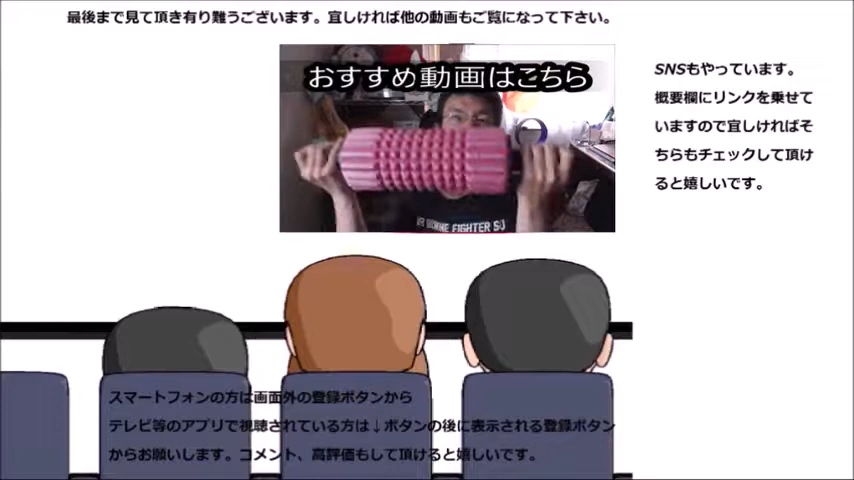 最後まで見て頂き有り難うございます。宜しければ他の動画もご覧になって下さい。
おすすめ動画はこちら
SNSもやっています。
概要欄にリンクを乗せて
いますので宜しければそ
ちらもチェックして頂け
ると嬉しいです。
FIGHTER
スマートフォンの方は画面外の登録ボタンから
テレビ等のアプリで視聴されている方は↓ボタンの後に表示される登録ボタン
からお願いします。コメント、高評価もして頂けると嬉しいです。